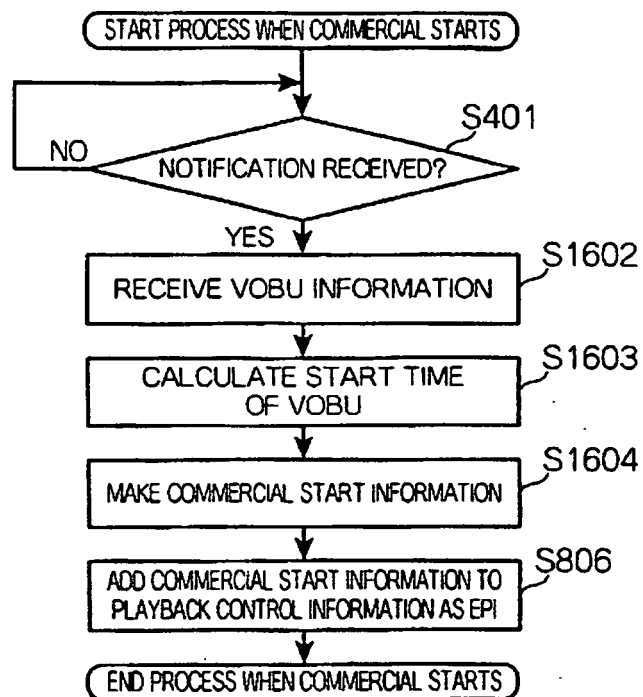 START PROCESS WHEN COMMERCIAL STARTS
S401
NO
NOTIFICATION RECEIVED?
YES
S1602
RECEIVE VOBU INFORMATION
S1603
CALCULATE START TIME
OF VOBU
S1604
MAKE COMMERCIAL START INFORMATION
S806
ADD COMMERCIAL START INFORMATION TO
PLAYBACK CONTROL INFORMATION AS EPI
END PROCESS WHEN COMMERCIAL STARTS